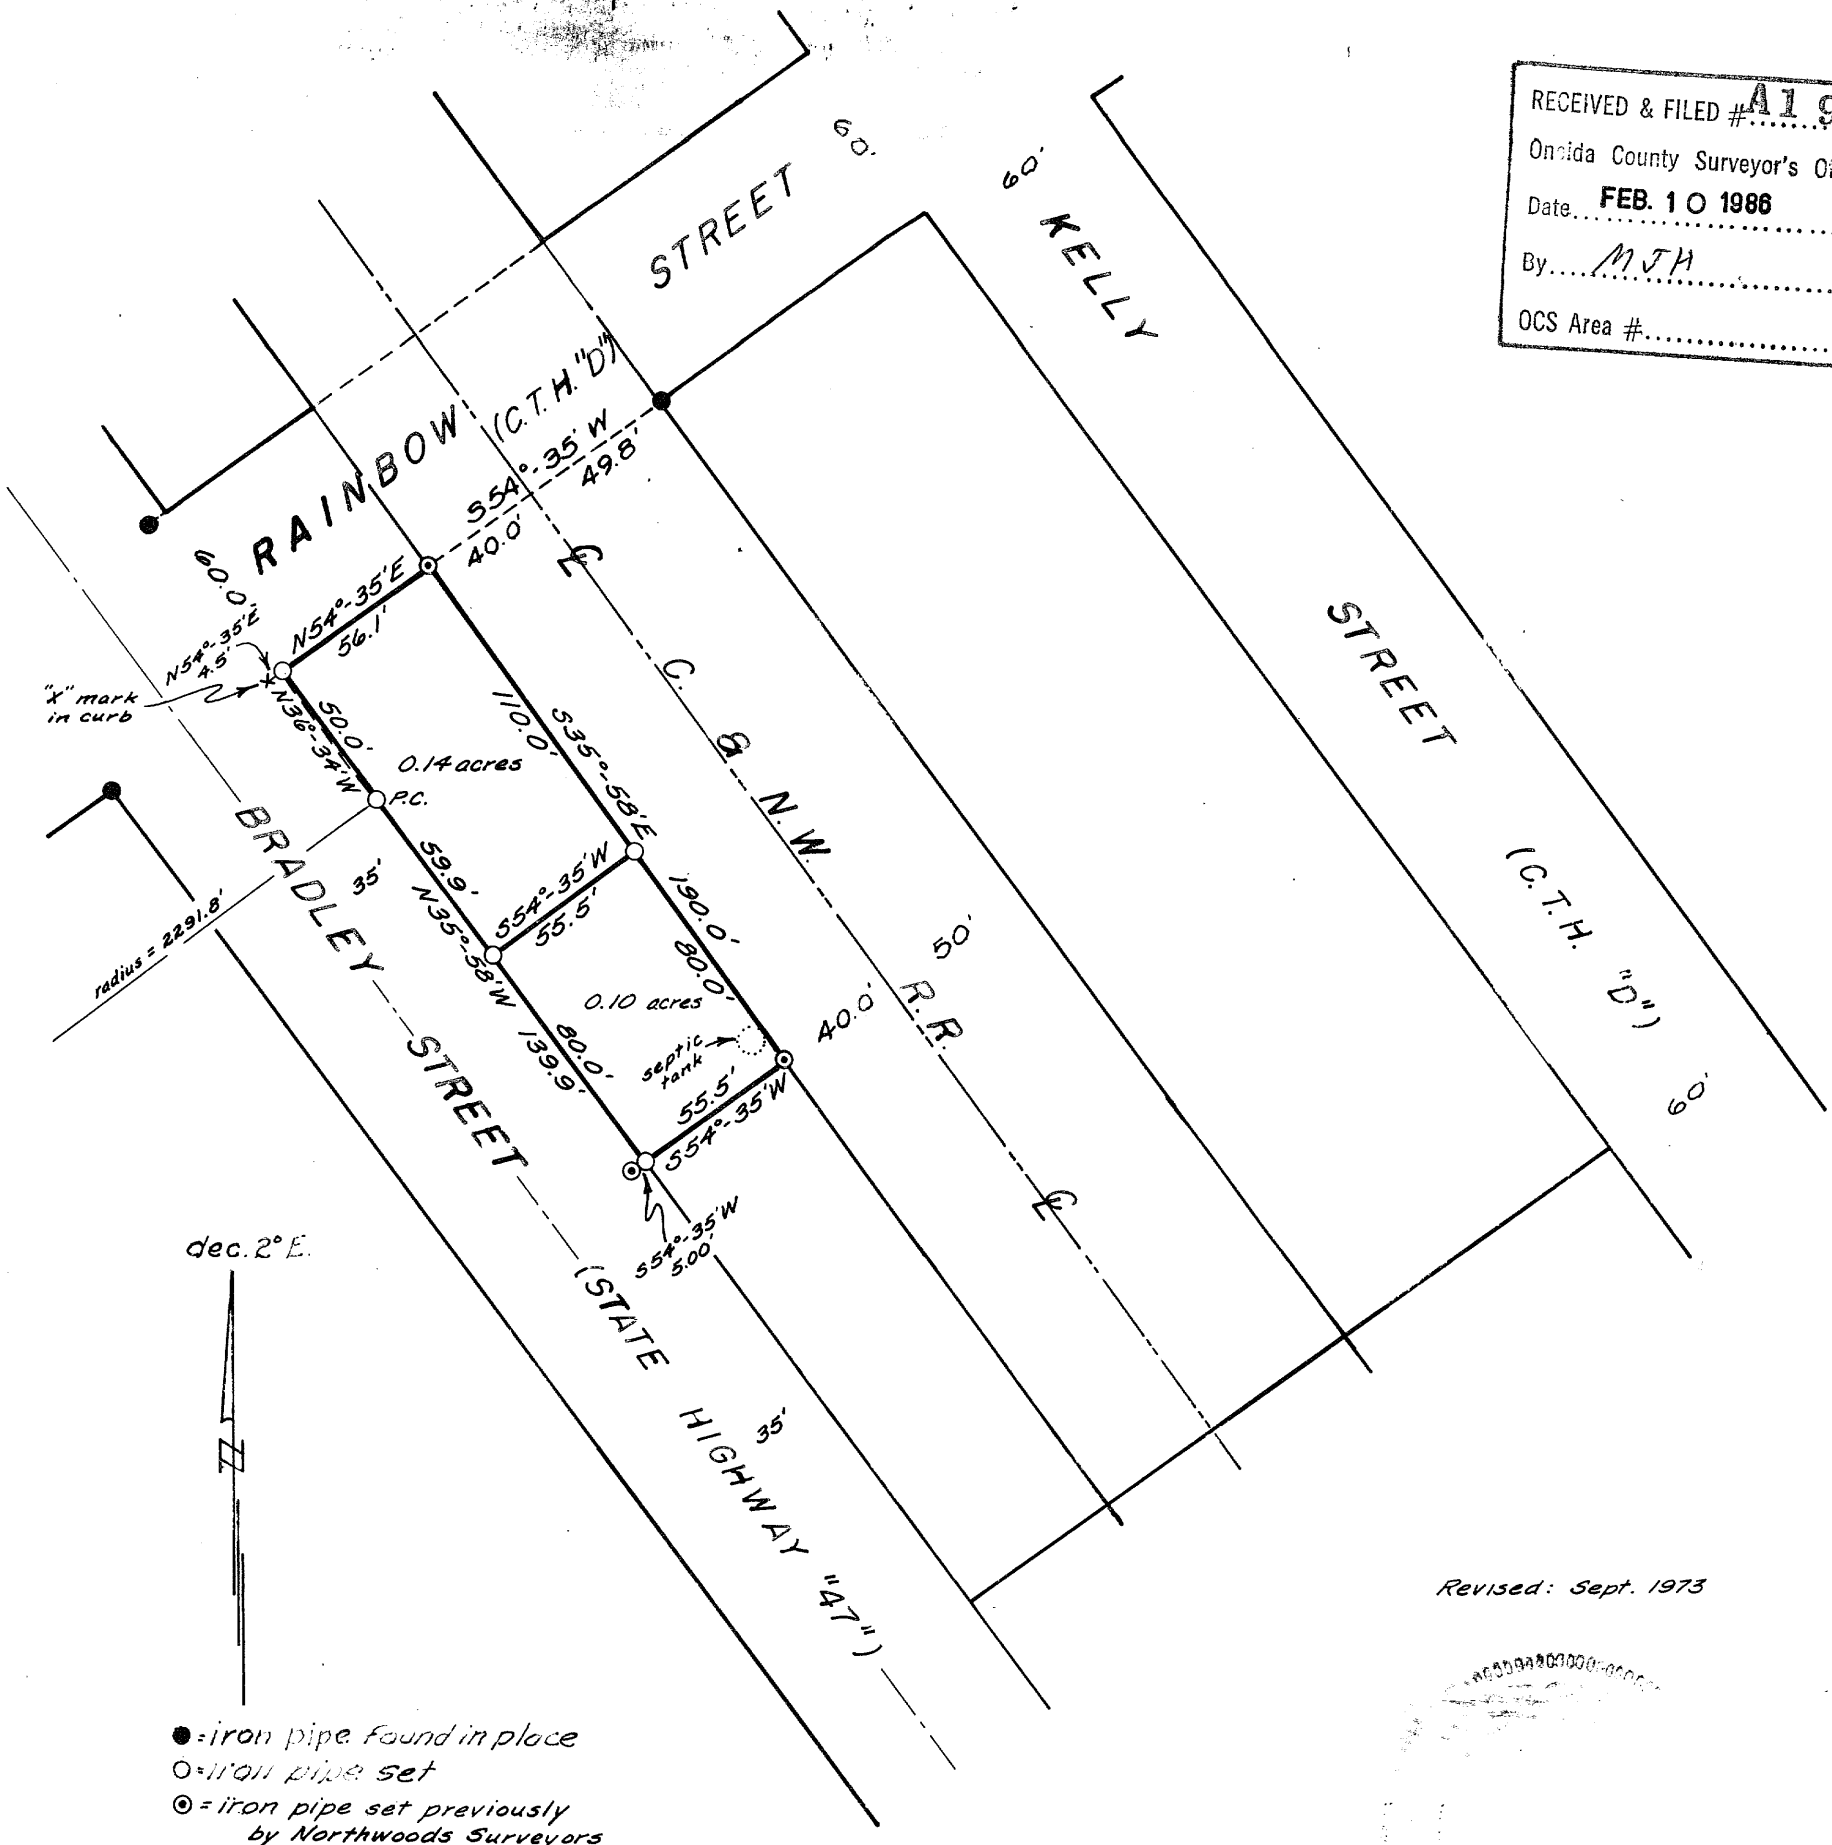 RECEIVED & FILED # A19
Oneida County Surveyor's
Date FEB. 10 1986
By MJH
OCS Area #
60'
60'
KELLY
STREET
(C.T.H. "D")
60'
RAINBOW
STREET
(C.T.H. "D")
S54°-35'W
49.8'
40.0'
60.0'
N54°-35'E
56.1'
N54°-35'E
4.5'
"X" mark
in curb
50.0'
N36°-34'W
110.0'
S35°-58'E
0.14 acres
P.C.
radius = 2291.8'
35'
59.9'
N35°-58'W
S54°-35'W
55.5'
190.0'
80.0'
0.10 acres
septic
tank
80.0'
139.9'
55.5'
S54°-35'W
S54°-35'W
5.00'
40.0'
50'
C. & N.W. R.R.
℄
℄
BRADLEY STREET (STATE HIGHWAY "47")
35'
dec. 2° E.
N
Revised: Sept. 1973
= iron pipe found in place
= iron pipe set
= iron pipe set previously
by Northwoods Surveyors